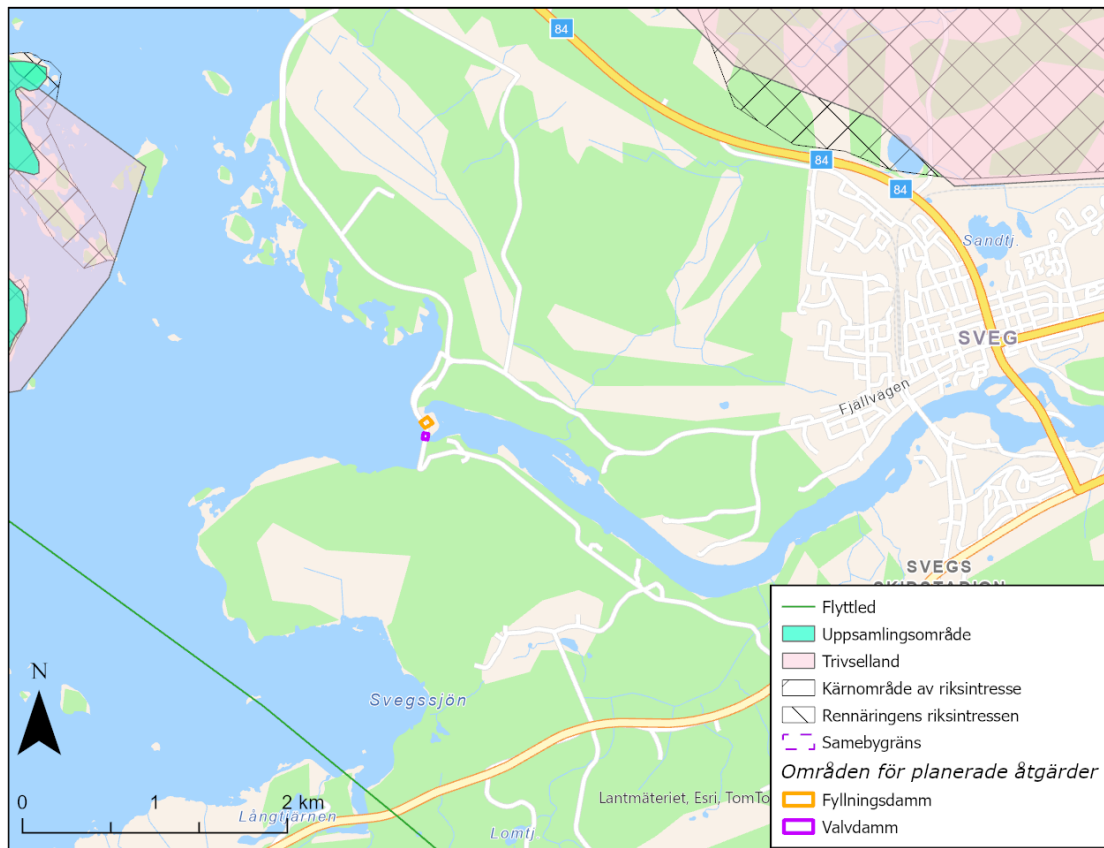 84
84
84
Sandtj.
SVEG
Fjällvägen
SVEGS
SKIDSTADION
Svegssjön
N
0 1 2 km
Långtjärnen
Lomtj
Lantmäteriet, Esri, TomTo
Flyttled
Uppsamlingsområde
Trivselland
Kärnområde av riksintresse
Rennäringens riksintressen
Samebygräns
Områden för planerade åtgärder
Fyllningsdamm
Valvdamm